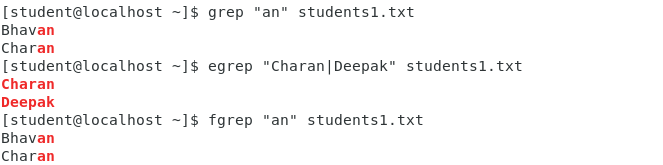 [student@localhost ~]$ grep "an" students1.txt
Bhavan
Charan
[student@localhost ~]$ egrep "Charan|Deepak" students1.txt
Charan
Deepak
[student@localhost ~]$ fgrep "an" students1.txt
Bhavan
Charan